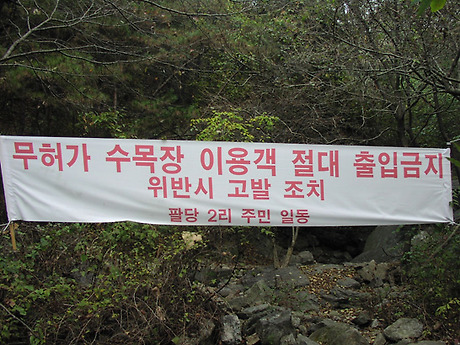 무허가 수목장 이용객 절대 출입금지
위반시 고발 조치
팔당 2리 주민 일동